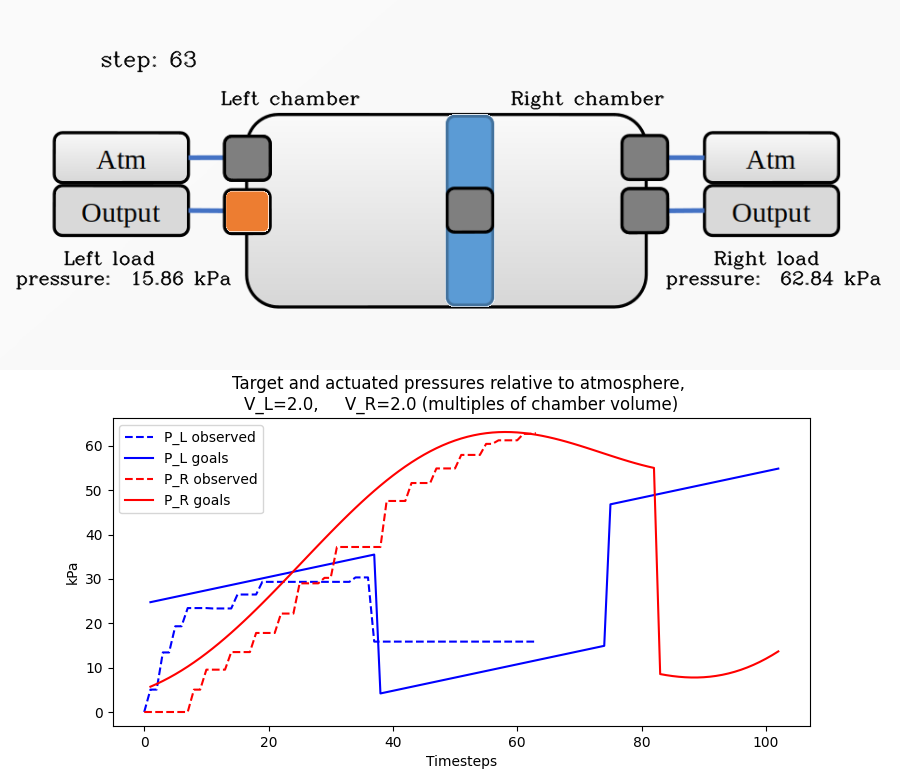 step: 63
Left chamber
Right chamber
Atm
Atm
Output
Output
Left load
pressure: 15.86 kPa
Right load
pressure: 62.84 kPa
Target and actuated pressures relative to atmosphere,
V_L=2.0, V_R=2.0 (multiples of chamber volume)
P_L observed
P_L goals
P_R observed
P_R goals
kPa
60
50
40
30
20
10
0
0 20 40 60 80 100
Timesteps